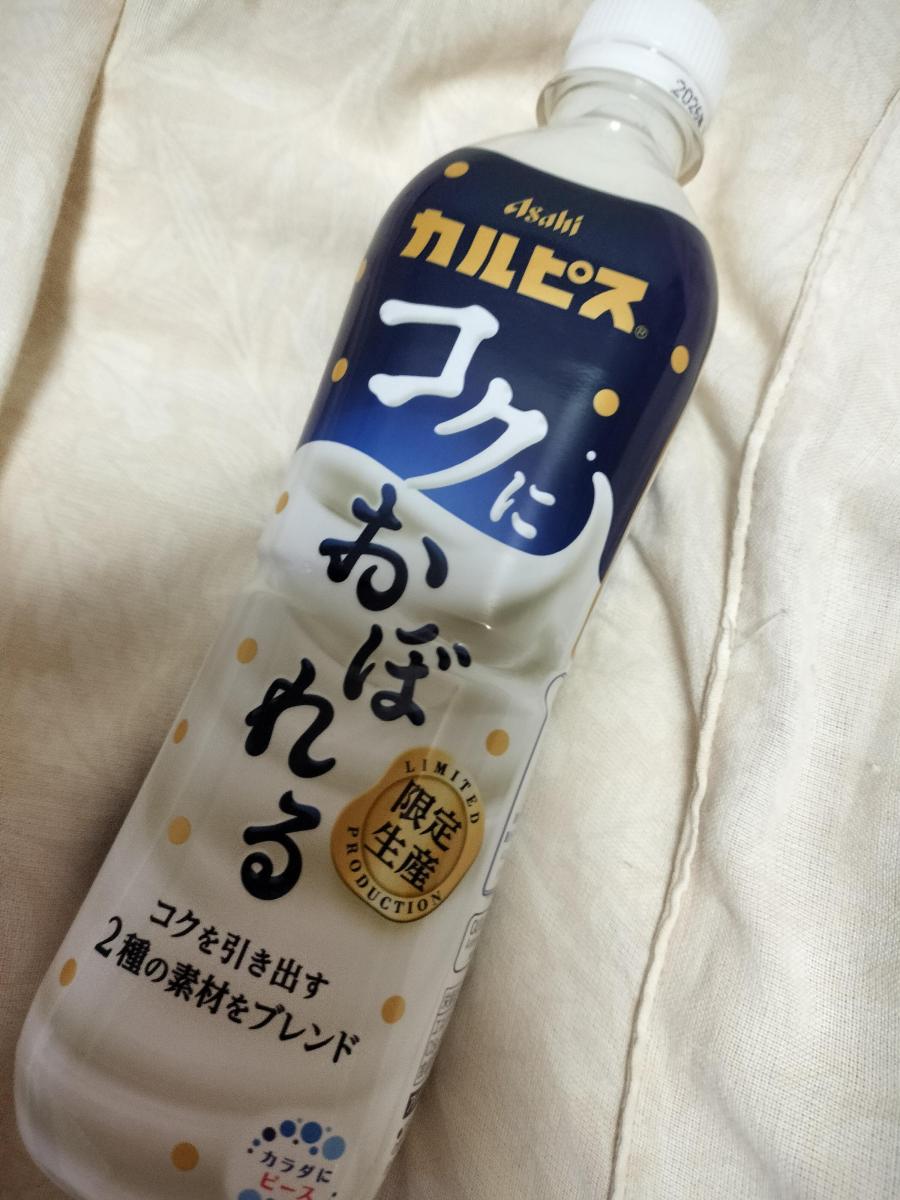 Asahi
カルピス®
コクに
おぼ
れる
LIMITED
限定
生産
PRODUCTION
コクを引き出す
2種の素材をブレンド
カラダに
ピース